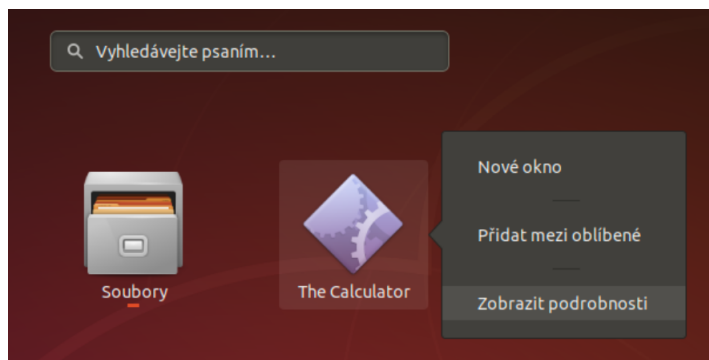 Vyhledávejte psaním…
Nové okno
Přidat mezi oblíbené
Zobrazit podrobnosti
Soubory
The Calculator